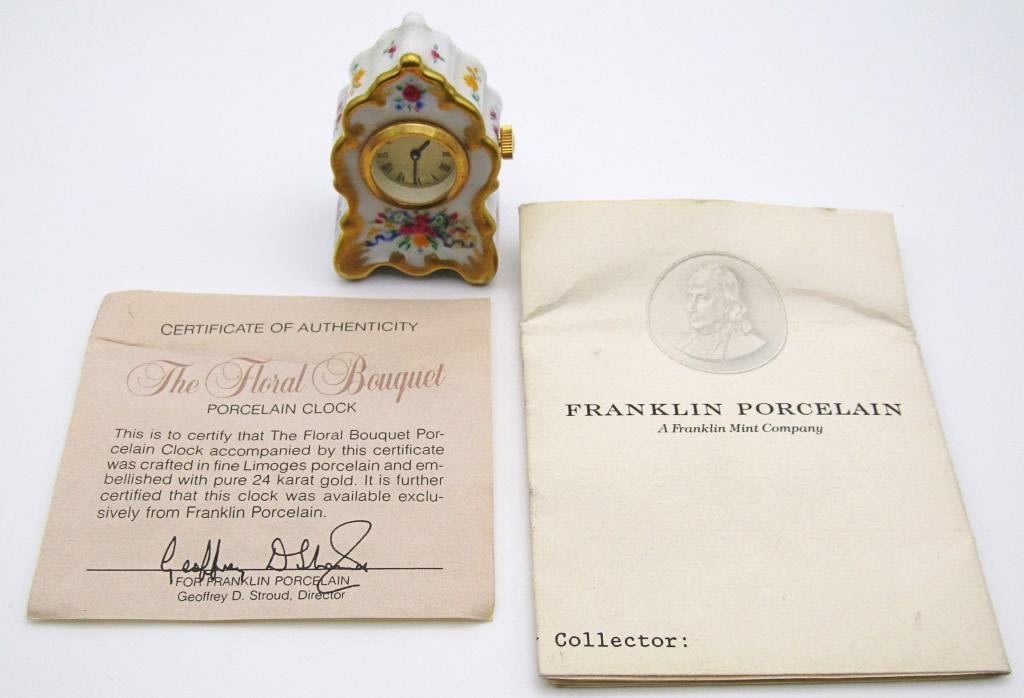 CERTIFICATE OF AUTHENTICITY
The Floral Bouquet
PORCELAIN CLOCK
This is to certify that The Floral Bouquet Por-
celain Clock accompanied by this certificate
was crafted in fine Limoges porcelain and em-
bellished with pure 24 karat gold. It is further
certified that this clock was available exclu-
sively from Franklin Porcelain.
Geoffrey D Stroud
FOR FRANKLIN PORCELAIN
Geoffrey D. Stroud, Director
FRANKLIN PORCELAIN
A Franklin Mint Company
Collector: